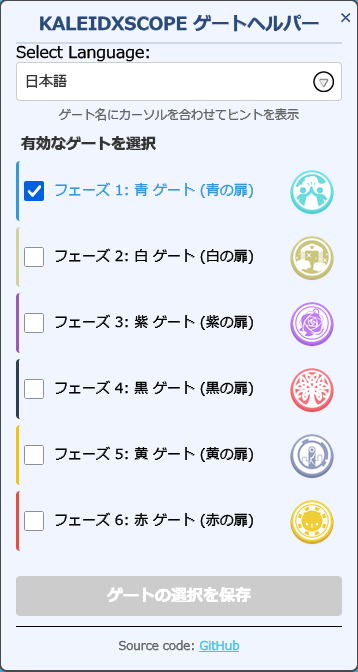 KALEIDXSCOPE ゲートヘルパー
×
Select Language:
日本語
ゲート名にカーソルを合わせてヒントを表示
有効なゲートを選択
フェーズ 1: 青 ゲート (青の扉)
フェーズ 2: 白 ゲート (白の扉)
フェーズ 3: 紫 ゲート (紫の扉)
フェーズ 4: 黒 ゲート (黒の扉)
フェーズ 5: 黄 ゲート (黄の扉)
フェーズ 6: 赤 ゲート (赤の扉)
ゲートの選択を保存
Source code: GitHub